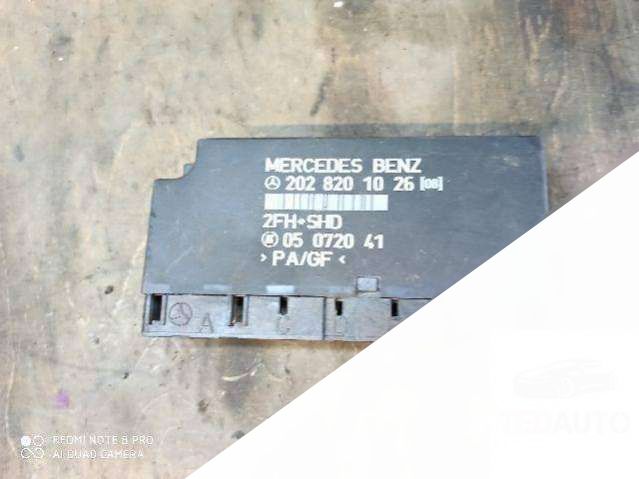 MERCEDES BENZ
202 820 10 26 [08]
2FH+SHD
05 0720 41
> PA/GF <
A C
REDMI NOTE 8 PRO
AI QUAD CAMERA
TEDAUTO